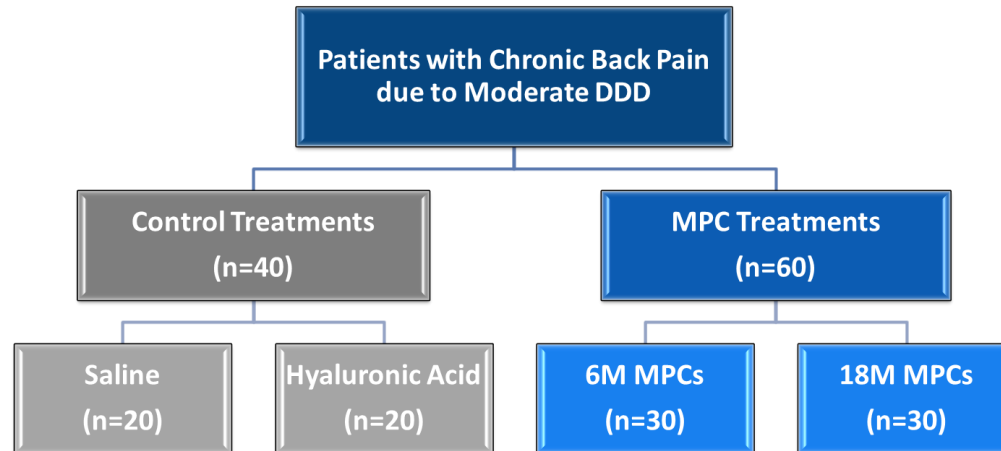 Patients with Chronic Back Pain
due to Moderate DDD
Control Treatments
(n=40)
MPC Treatments
(n=60)
Saline
(n=20)
Hyaluronic Acid
(n=20)
6M MPCs
(n=30)
18M MPCs
(n=30)